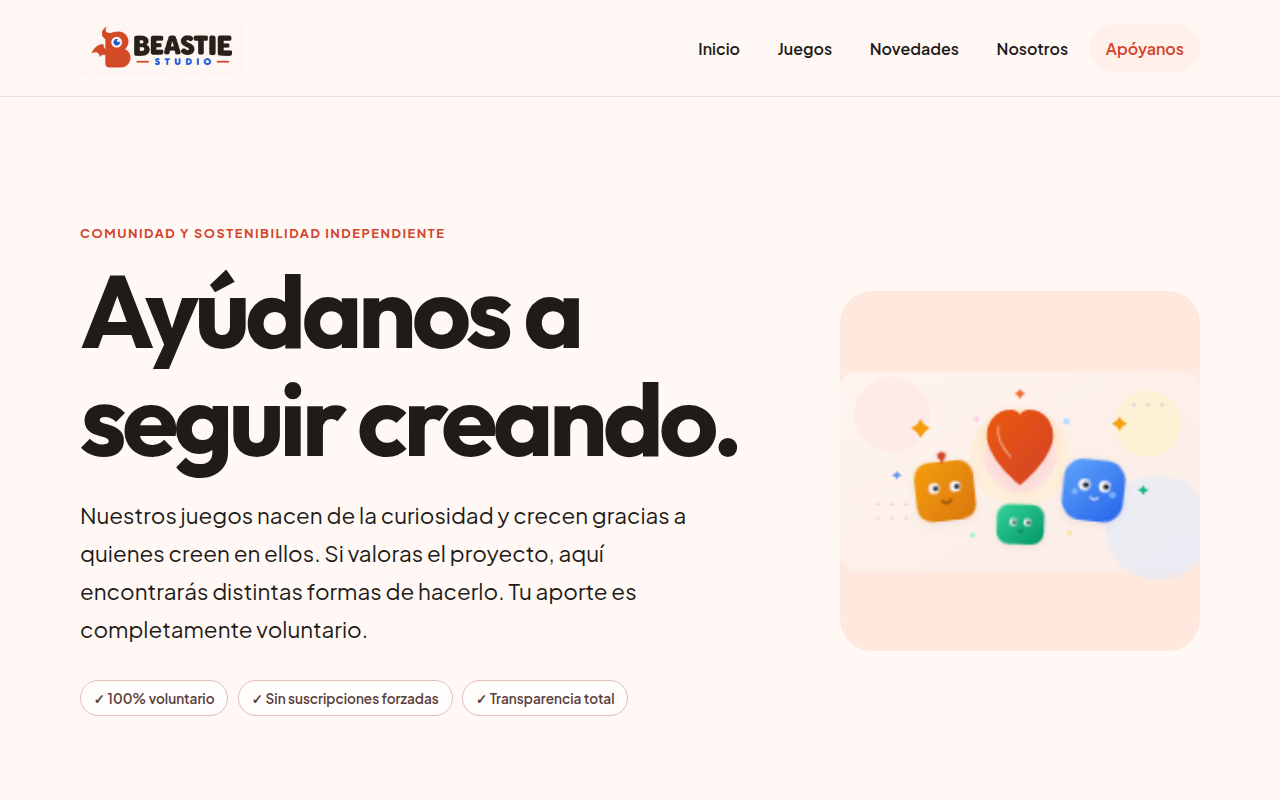 BEASTIE
STUDIO
Inicio Juegos Novedades Nosotros Apóyanos
COMUNIDAD Y SOSTENIBILIDAD INDEPENDIENTE
Ayúdanos a
seguir creando.
Nuestros juegos nacen de la curiosidad y crecen gracias a
quienes creen en ellos. Si valoras el proyecto, aquí
encontrarás distintas formas de hacerlo. Tu aporte es
completamente voluntario.
✓ 100% voluntario ✓ Sin suscripciones forzadas ✓ Transparencia total